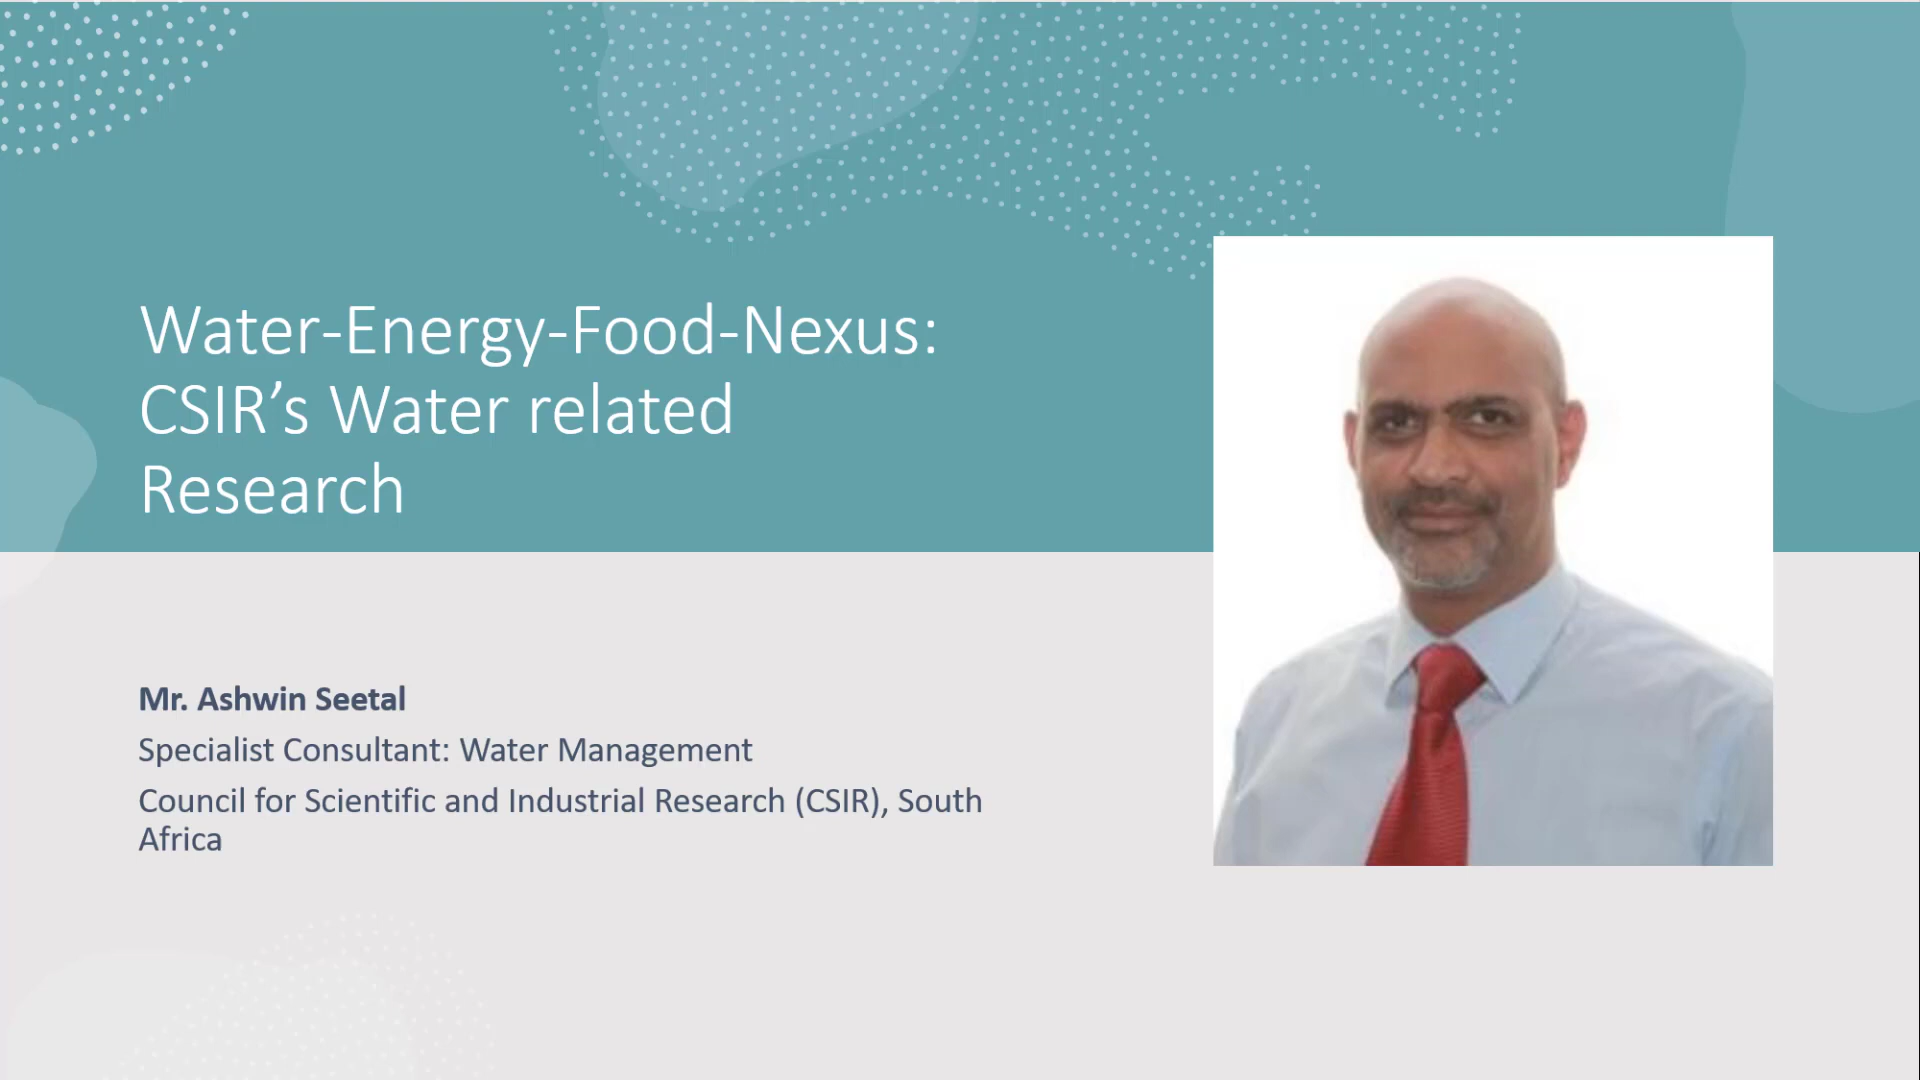 Water-Energy-Food-Nexus:
CSIR’s Water related
Research
Mr. Ashwin Seetal
Specialist Consultant: Water Management
Council for Scientific and Industrial Research (CSIR), South
Africa